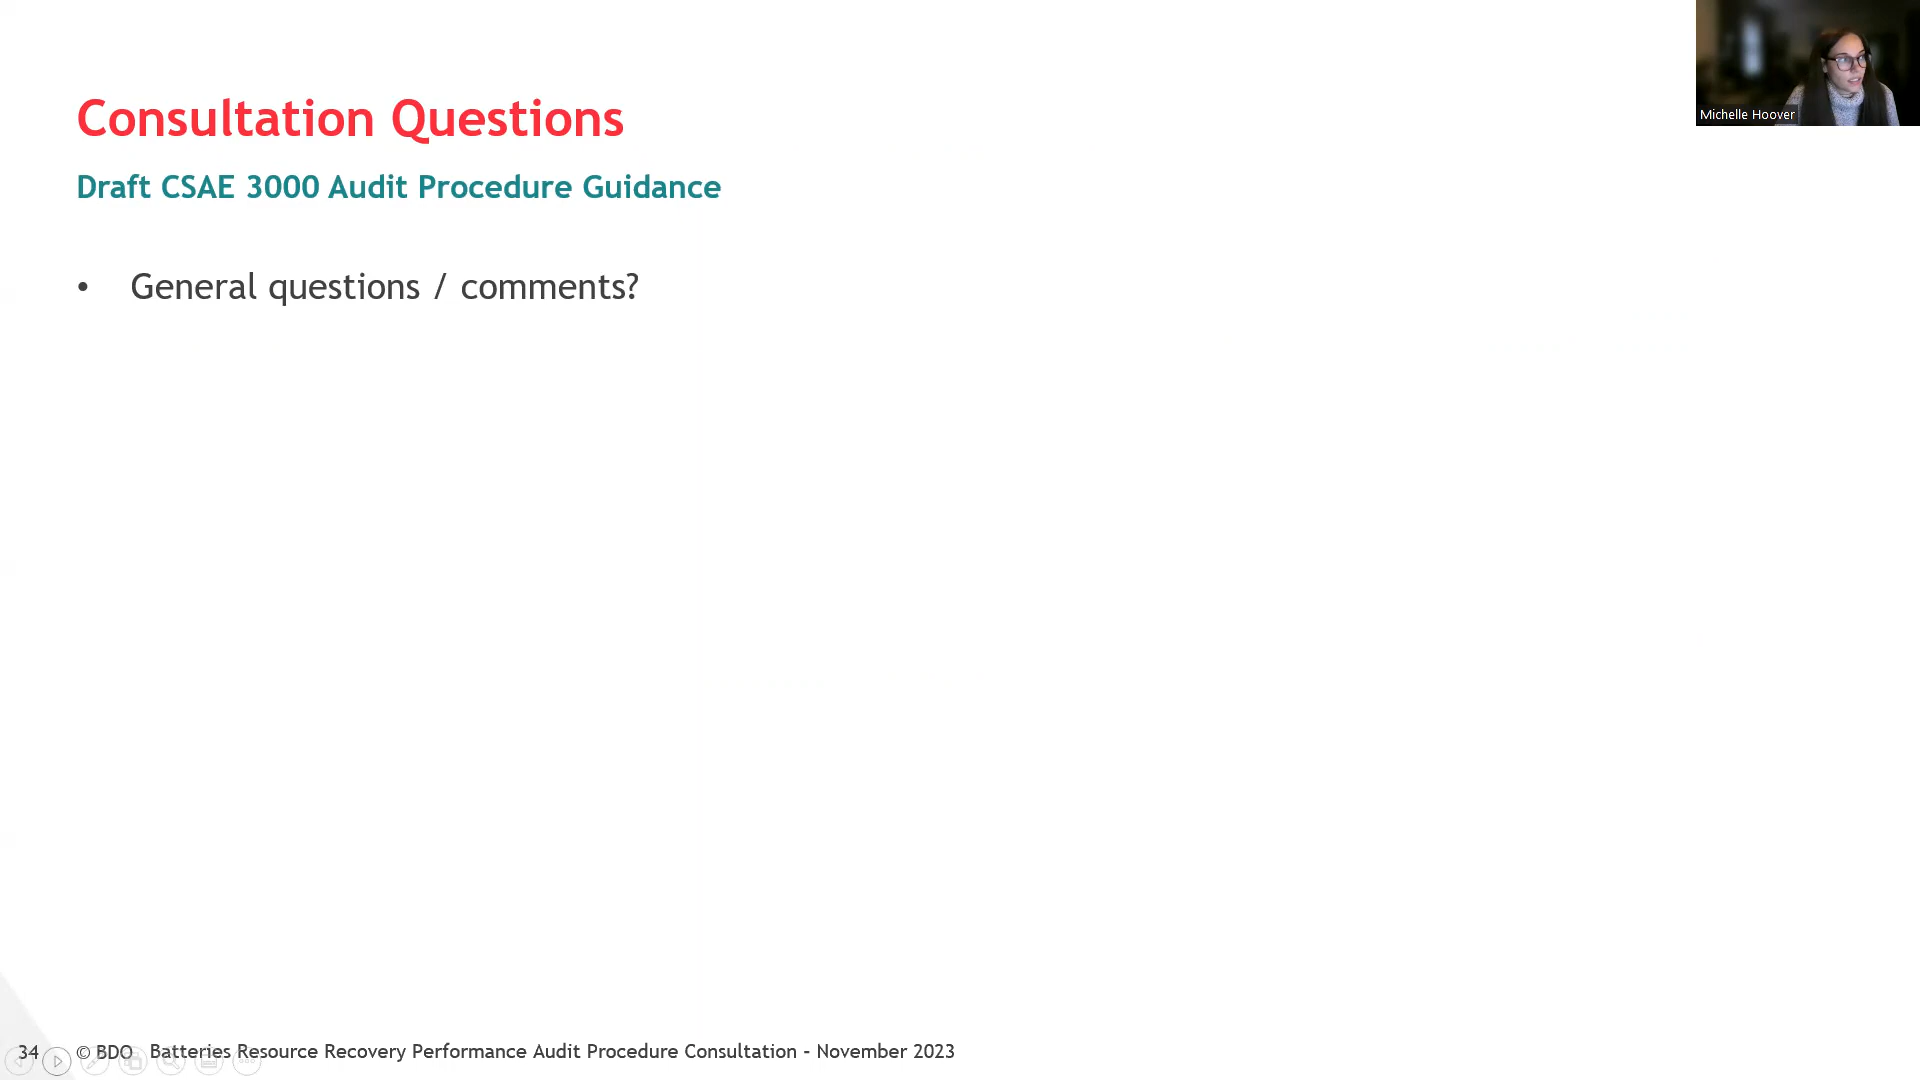 Michelle Hoover
Consultation Questions
Draft CSAE 3000 Audit Procedure Guidance
• General questions / comments?
34 © BDO Batteries Resource Recovery Performance Audit Procedure Consultation - November 2023